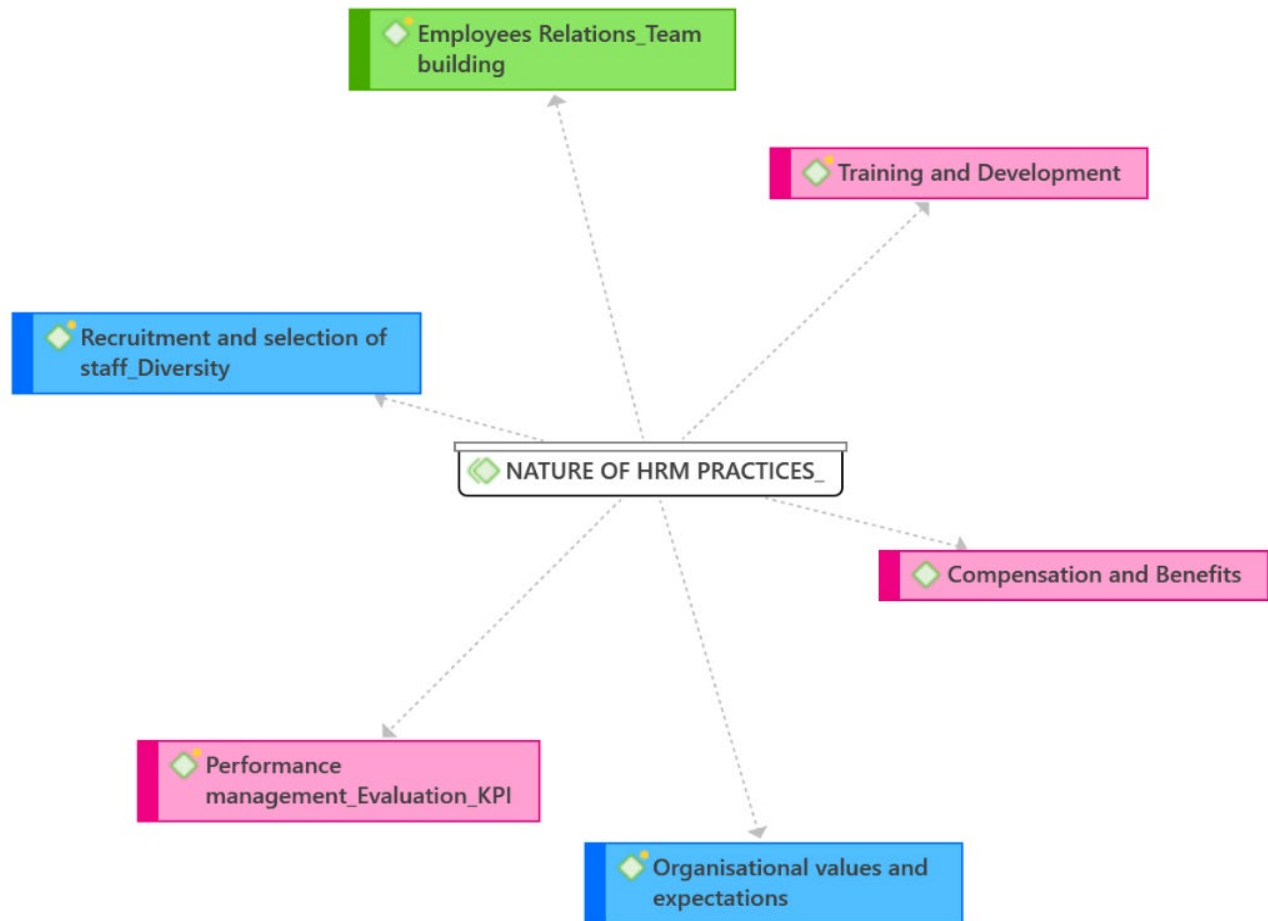 Employees Relations_Team
building
Training and Development
Recruitment and selection of
staff_Diversity
NATURE OF HRM PRACTICES_
Compensation and Benefits
Performance
management_Evaluation_KPI
Organisational values and
expectations